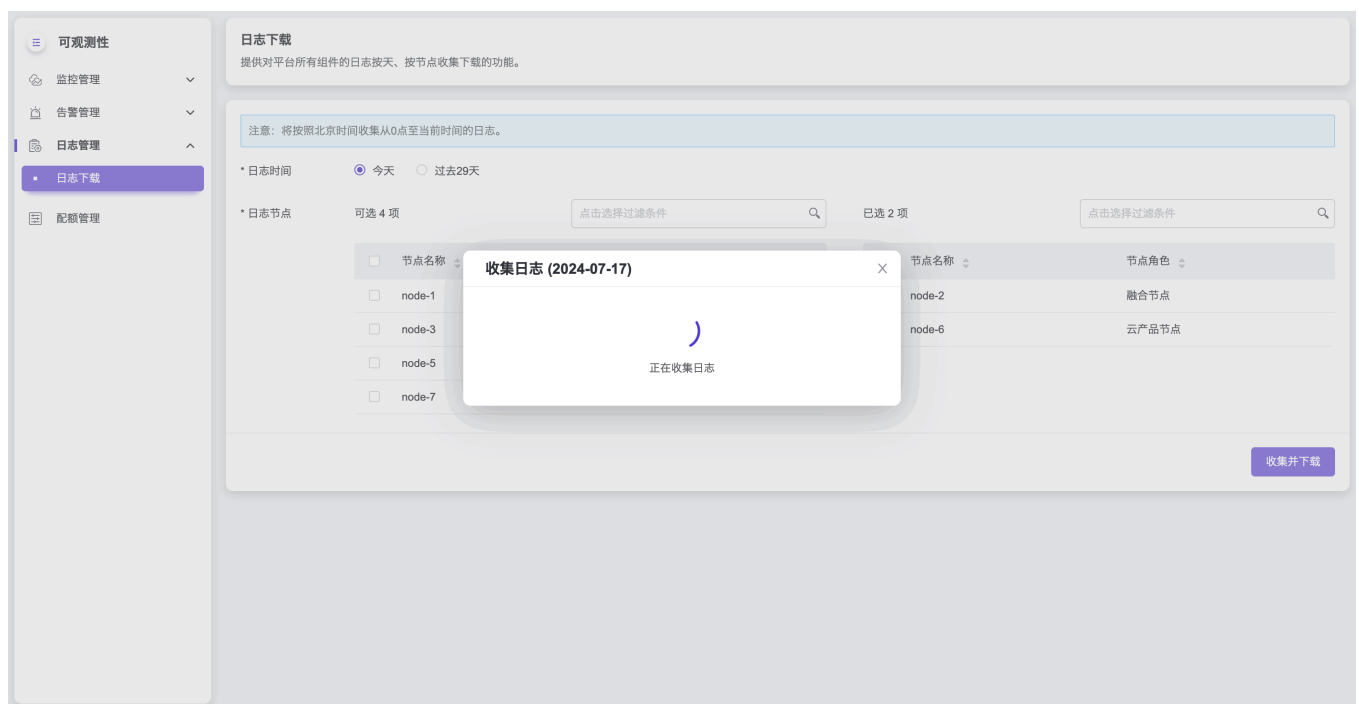 可观测性
监控管理
告警管理
日志管理
日志下载
配额管理
日志下载
提供对平台所有组件的日志按天、按节点收集下载的功能。
注意：将按照北京时间收集从0点至当前时间的日志。
* 日志时间 今天 过去29天
* 日志节点 可选 4 项 点击选择过滤条件 已选 2 项 点击选择过滤条件
节点名称 节点名称 节点角色
node-1 node-2 融合节点
node-3 node-6 云产品节点
node-5
node-7
收集日志 (2024-07-17)
正在收集日志
收集并下载